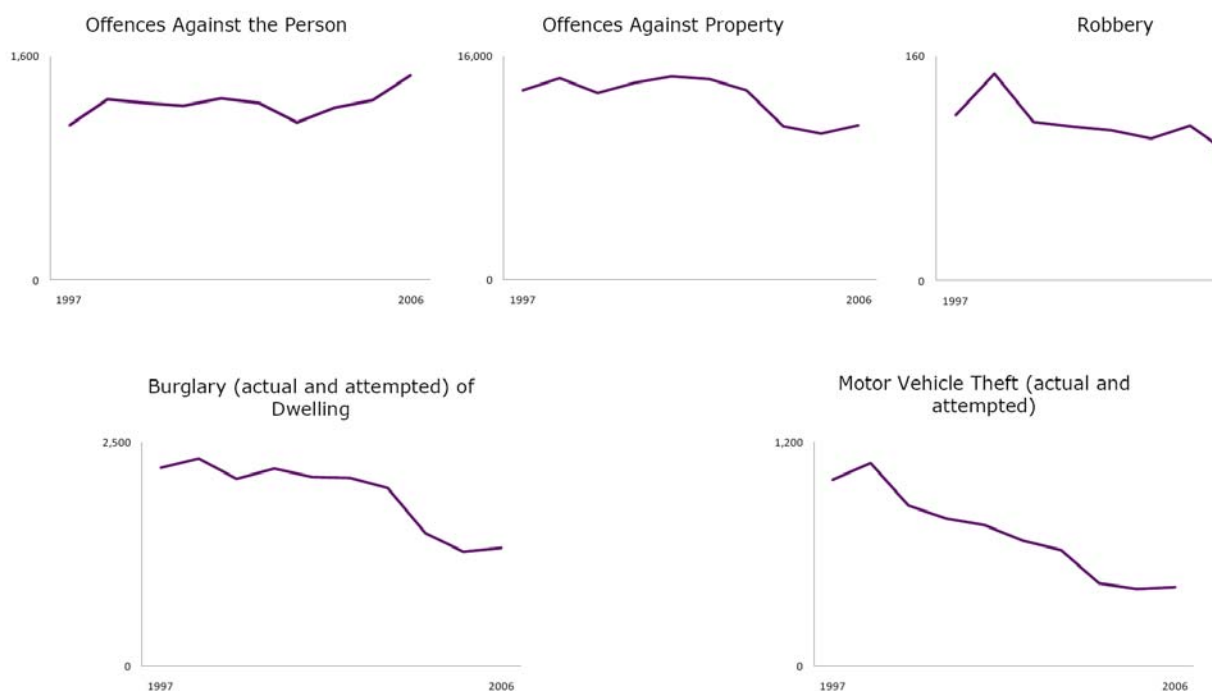 Offences Against the Person
1,600
0
1997
2006
Offences Against Property
16,000
0
1997
2006
Robbery
160
0
1997
Burglary (actual and attempted) of
Dwelling
2,500
0
1997
2006
Motor Vehicle Theft (actual and
attempted)
1,200
0
1997
2006